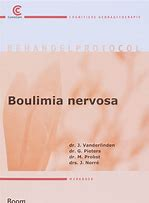 COGNITIEVE GEDRAGSTHERAPIE
BEHANDELPROTOCOL
Boulimia nervosa
dr. J. Vanderlinden
dr. G. Pieters
dr. M. Probst
drs. J. Norré
WERKBOEK
Boom